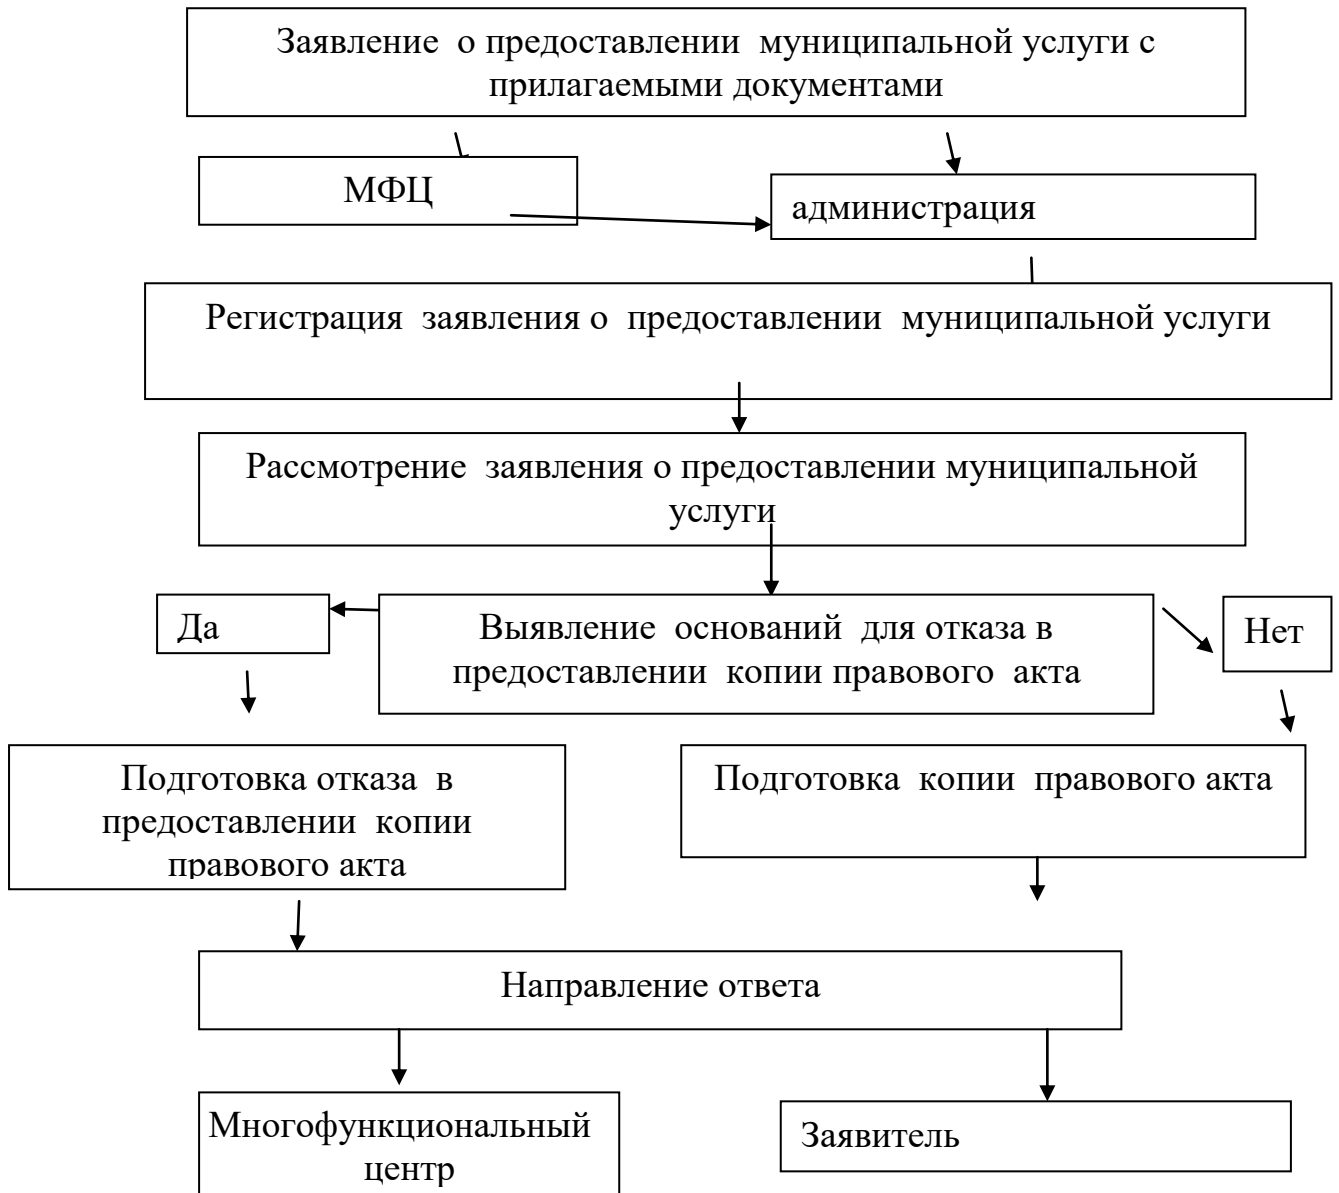 Заявление о предоставлении муниципальной услуги с
прилагаемыми документами
МФЦ
администрация
Регистрация заявления о предоставлении муниципальной услуги
Рассмотрение заявления о предоставлении муниципальной
услуги
Да
Выявление оснований для отказа в
предоставлении копии правового акта
Нет
Подготовка отказа в
предоставлении копии
правового акта
Подготовка копии правового акта
Направление ответа
Многофункциональный
центр
Заявитель